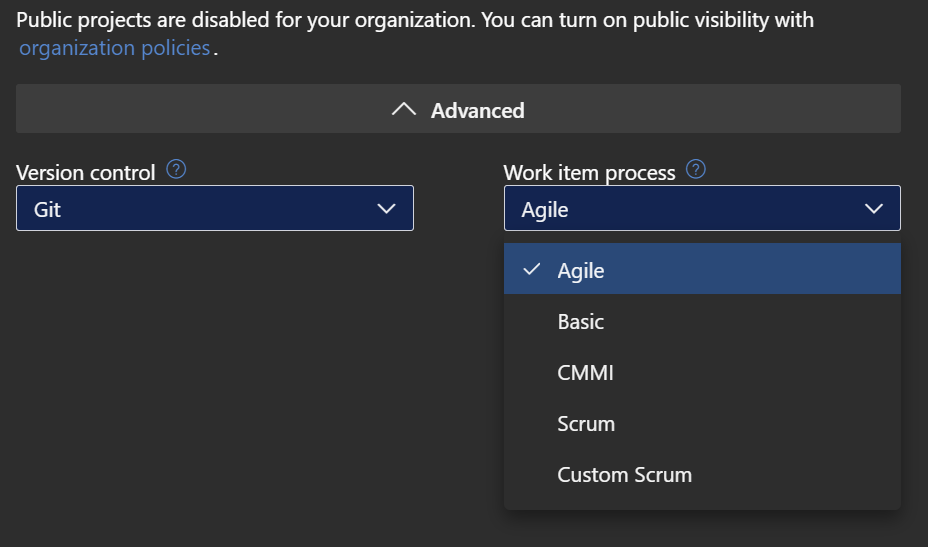 Public projects are disabled for your organization. You can turn on public visibility with
organization policies.
Advanced
Version control ?
Work item process ?
Git
Agile
Agile
Basic
CMMI
Scrum
Custom Scrum